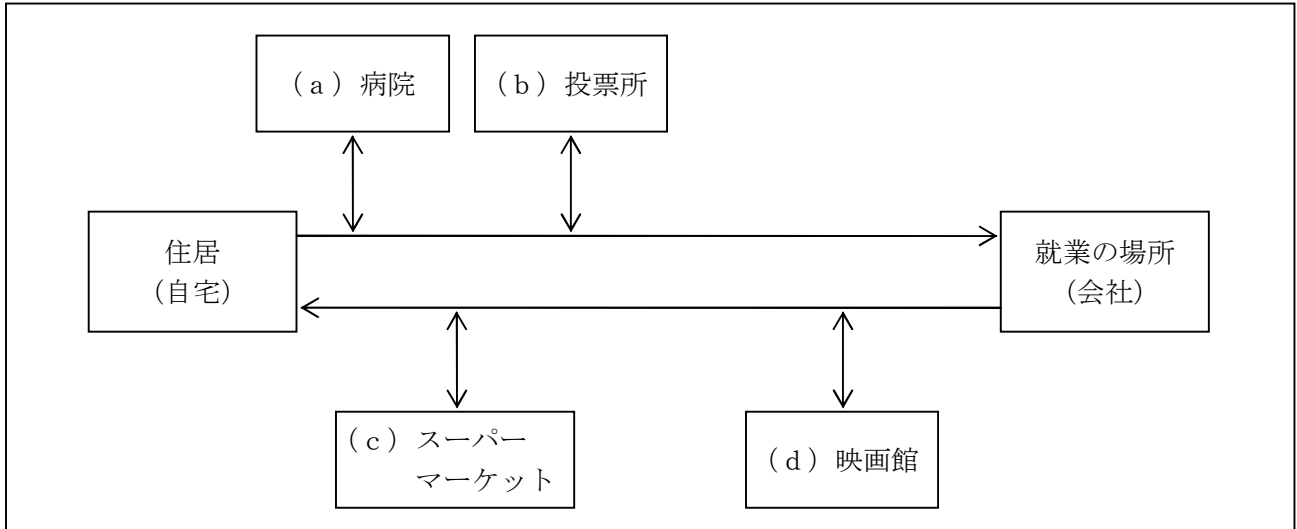 (a)病院
(b)投票所
住居
(自宅)
就業の場所
(会社)
(c)スーパー
マーケット
(d)映画館